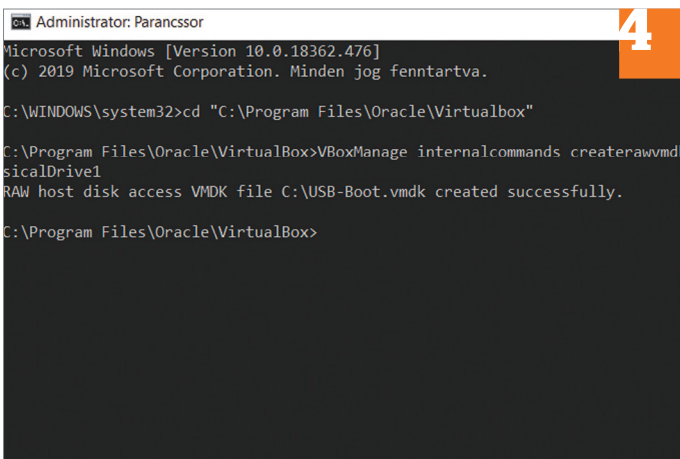 Administrator: Parancssor
4
Microsoft Windows [Version 10.0.18362.476]
(c) 2019 Microsoft Corporation. Minden jog fenntartva.
C:\WINDOWS\system32>cd "C:\Program Files\Oracle\Virtualbox"
C:\Program Files\Oracle\VirtualBox>VBoxManage internalcommands createrawvmd
sicalDrive1
RAW host disk access VMDK file C:\USB-Boot.vmdk created successfully.
C:\Program Files\Oracle\VirtualBox>